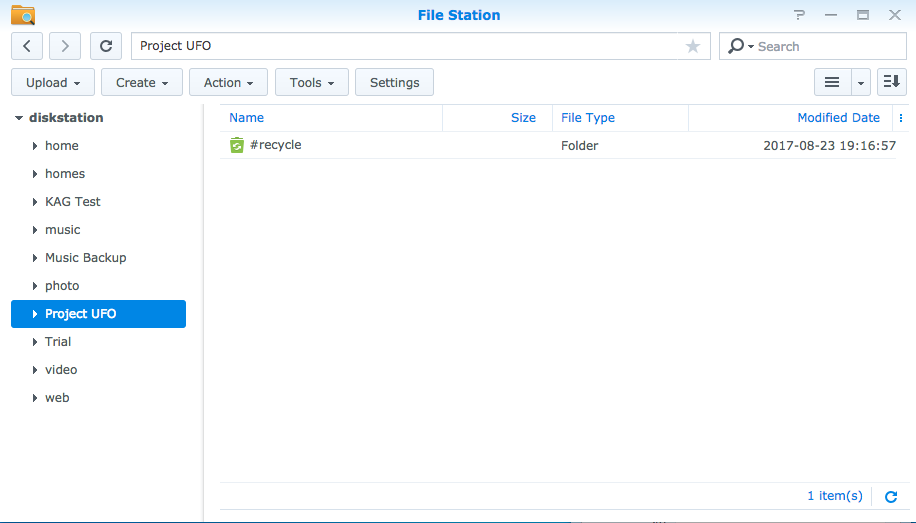 File Station
Project UFO
Search
Upload Create Action Tools Settings
diskstation
home
homes
KAG Test
music
Music Backup
photo
Project UFO
Trial
video
web
Name Size File Type Modified Date
#recycle Folder 2017-08-23 19:16:57
1 item(s)